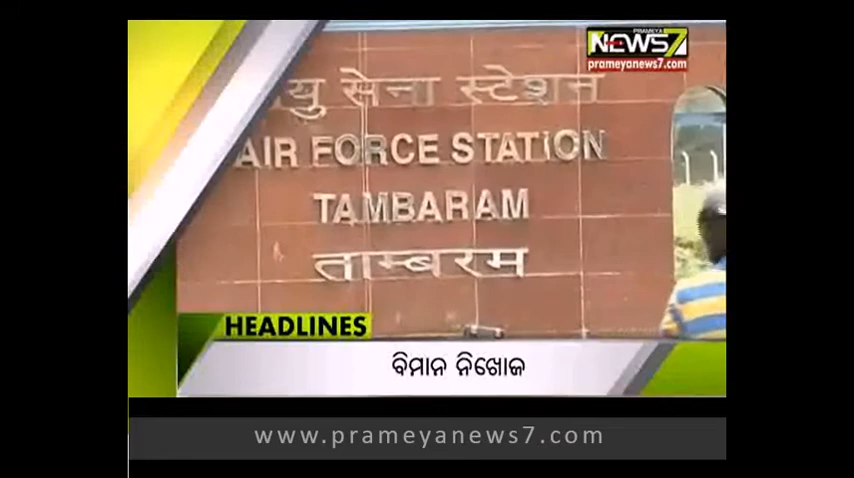 PRAMEYA
NEWS7
prameyanews7.com
वायु सेना स्टेशन
AIR FORCE STATION
TAMBARAM
ताम्बरम
HEADLINES
ବିମାନ ନିଖୋଜ
www.prameyanews7.com